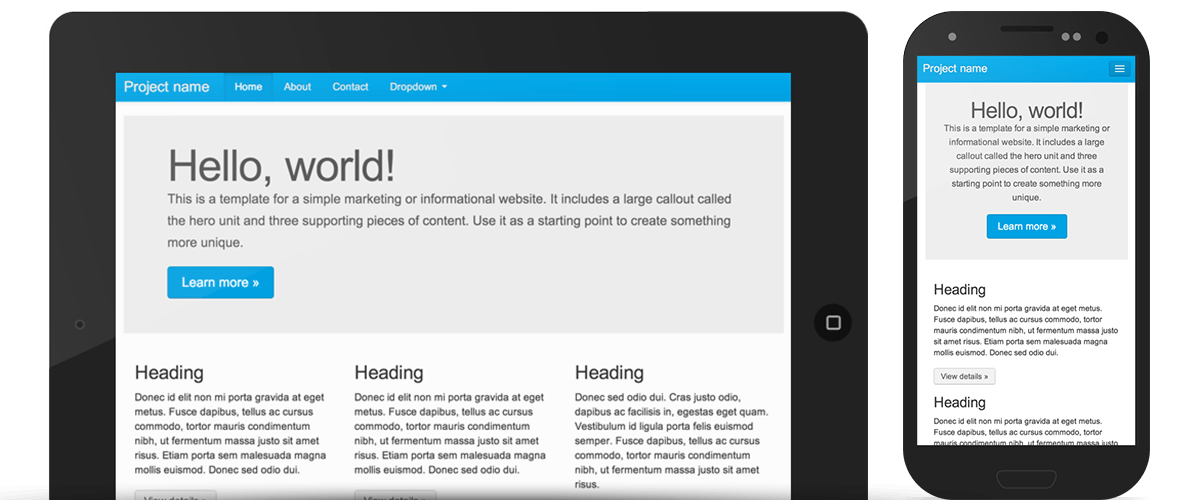 Project name Home About Contact Dropdown
Hello, world!
This is a template for a simple marketing or informational website. It includes a large callout called
the hero unit and three supporting pieces of content. Use it as a starting point to create something
more unique.
Learn more »
Heading
Donec id elit non mi porta gravida at eget
metus. Fusce dapibus, tellus ac cursus
commodo, tortor mauris condimentum
nibh, ut fermentum massa justo sit amet
risus. Etiam porta sem malesuada magna
mollis euismod. Donec sed odio dui.
View details »
Heading
Donec id elit non mi porta gravida at eget
metus. Fusce dapibus, tellus ac cursus
commodo, tortor mauris condimentum
nibh, ut fermentum massa justo sit amet
risus. Etiam porta sem malesuada magna
mollis euismod. Donec sed odio dui.
View details »
Heading
Donec sed odio dui. Cras justo odio,
dapibus ac facilisis in, egestas eget quam.
Vestibulum id ligula porta felis euismod
semper. Fusce dapibus, tellus ac cursus
commodo, tortor mauris condimentum
nibh, ut fermentum massa justo sit amet
risus.
Project name
Hello, world!
This is a template for a simple marketing or
informational website. It includes a large
callout called the hero unit and three
supporting pieces of content. Use it as a
starting point to create something more
unique.
Learn more »
Heading
Donec id elit non mi porta gravida at eget metus.
Fusce dapibus, tellus ac cursus commodo, tortor
mauris condimentum nibh, ut fermentum massa justo
sit amet risus. Etiam porta sem malesuada magna
mollis euismod. Donec sed odio dui.
View details »
Heading
Donec id elit non mi porta gravida at eget metus.
Fusce dapibus, tellus ac cursus commodo, tortor
mauris condimentum nibh, ut fermentum massa justo